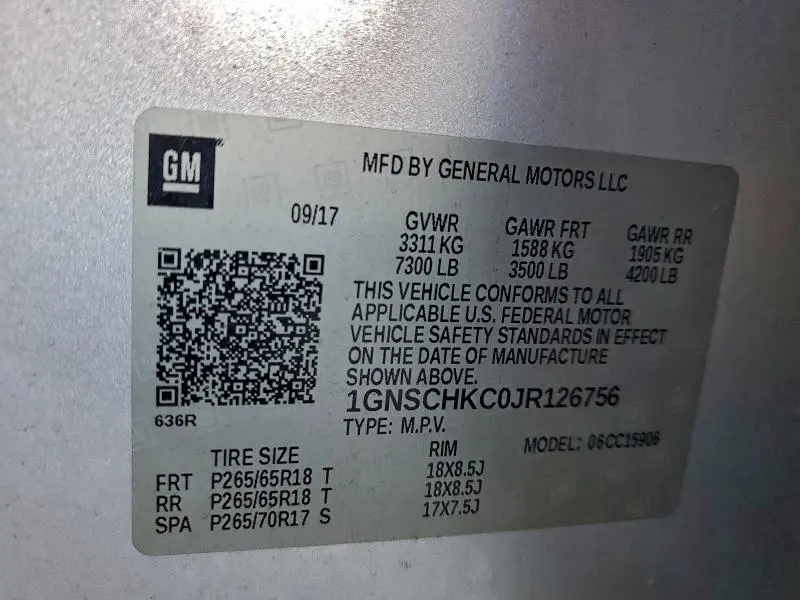 GM
MFD BY GENERAL MOTORS LLC
09/17
GVWR GAWR FRT GAWR RR
3311 KG 1588 KG 1905 KG
7300 LB 3500 LB 4200 LB
THIS VEHICLE CONFORMS TO ALL
APPLICABLE U.S. FEDERAL MOTOR
VEHICLE SAFETY STANDARDS IN EFFECT
ON THE DATE OF MANUFACTURE
SHOWN ABOVE.
1GNSCHKC0JR126756
636R
TYPE: M.P.V. MODEL: 06CC15906
TIRE SIZE RIM
FRT P265/65R18 T 18X8.5J
RR P265/65R18 T 18X8.5J
SPA P265/70R17 S 17X7.5J